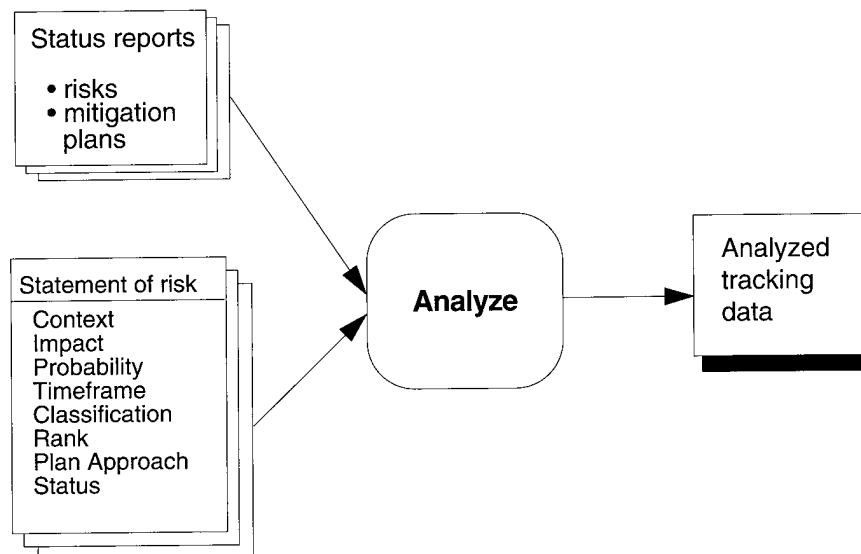 Status reports
• risks
• mitigation
plans
Statement of risk
Context
Impact
Probability
Timeframe
Classification
Rank
Plan Approach
Status
Analyze
Analyzed
tracking
data